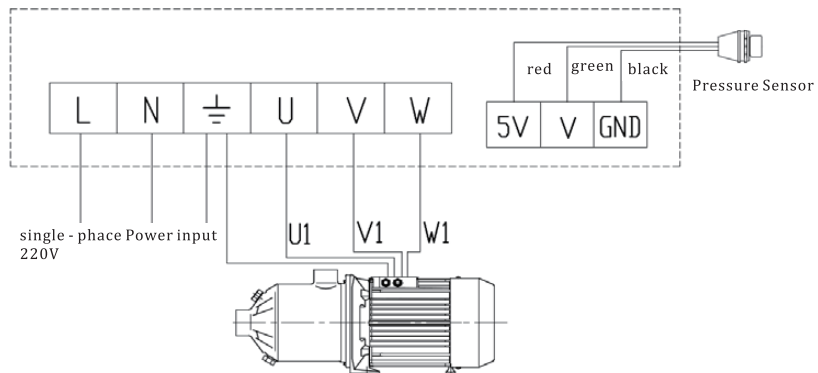 red green black
Pressure Sensor
L N U V W
5V V GND
single - phace Power input
220V
U1 V1 W1